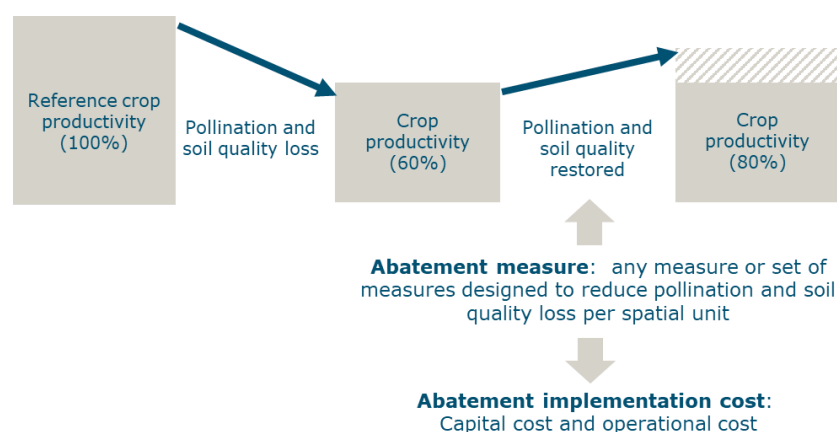 Reference crop
productivity
(100%)
Pollination and
soil quality loss
Crop
productivity
(60%)
Pollination and
soil quality
restored
Crop
productivity
(80%)
Abatement measure: any measure or set of
measures designed to reduce pollination and soil
quality loss per spatial unit
Abatement implementation cost:
Capital cost and operational cost